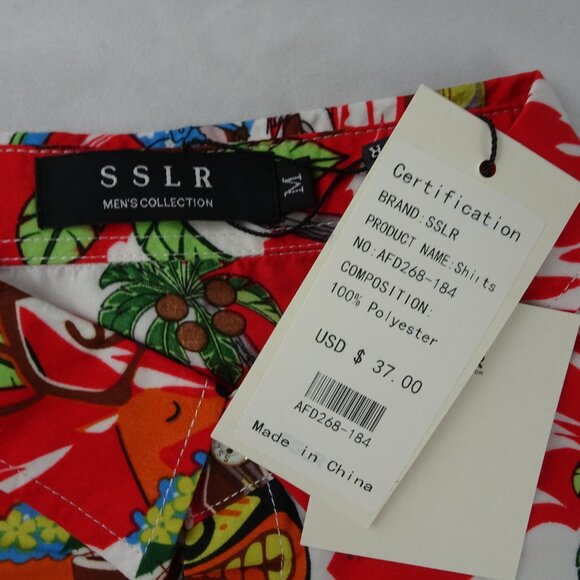 SSLR
MEN'S COLLECTION
M
Certification
BRAND:SSLR
PRODUCT NAME:Shirts
NO:AFD268-184
COMPOSITION:
100% Polyester
USD $ 37.00
AFD268-184
Made in China